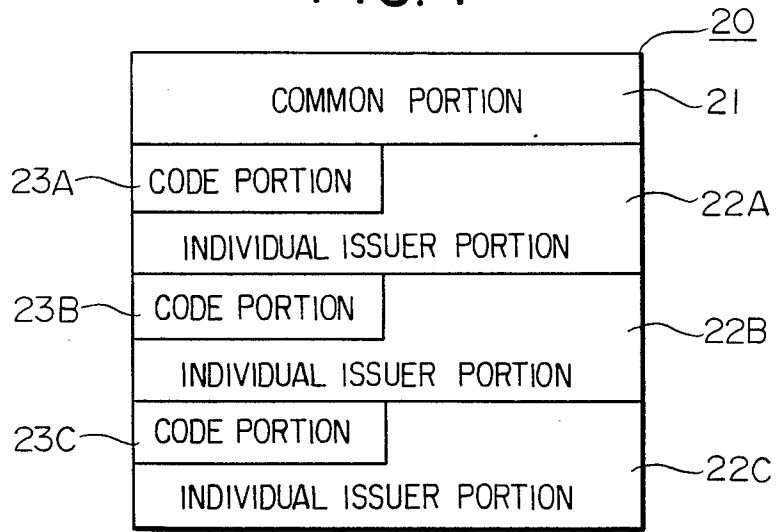 20
COMMON PORTION 21
23A CODE PORTION
22A
INDIVIDUAL ISSUER PORTION
23B CODE PORTION
22B
INDIVIDUAL ISSUER PORTION
23C CODE PORTION
22C
INDIVIDUAL ISSUER PORTION